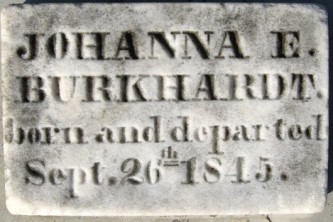 JOHANNA E.
BURKHARDT.
born and departed
Sept. 26th 1845.